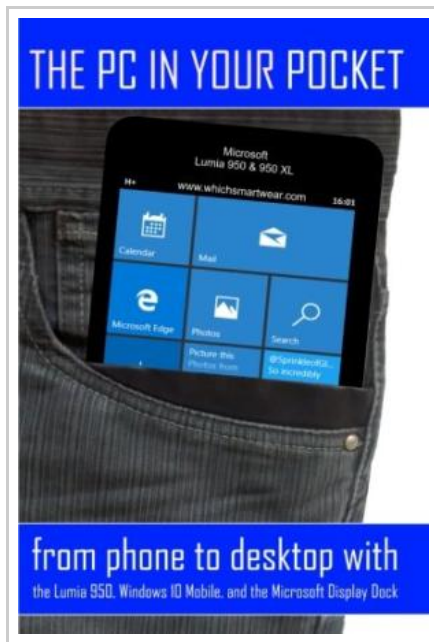 THE PC IN YOUR POCKET
Microsoft
Lumia 950 & 950 XL
H+
www.whichsmartwear.com
16:01
Calendar
Mail
Microsoft Edge
Photos
Search
Picture this
Photos from
@SprinkleofGl...
So incredibly
from phone to desktop with
the Lumia 950, Windows 10 Mobile, and the Microsoft Display Dock